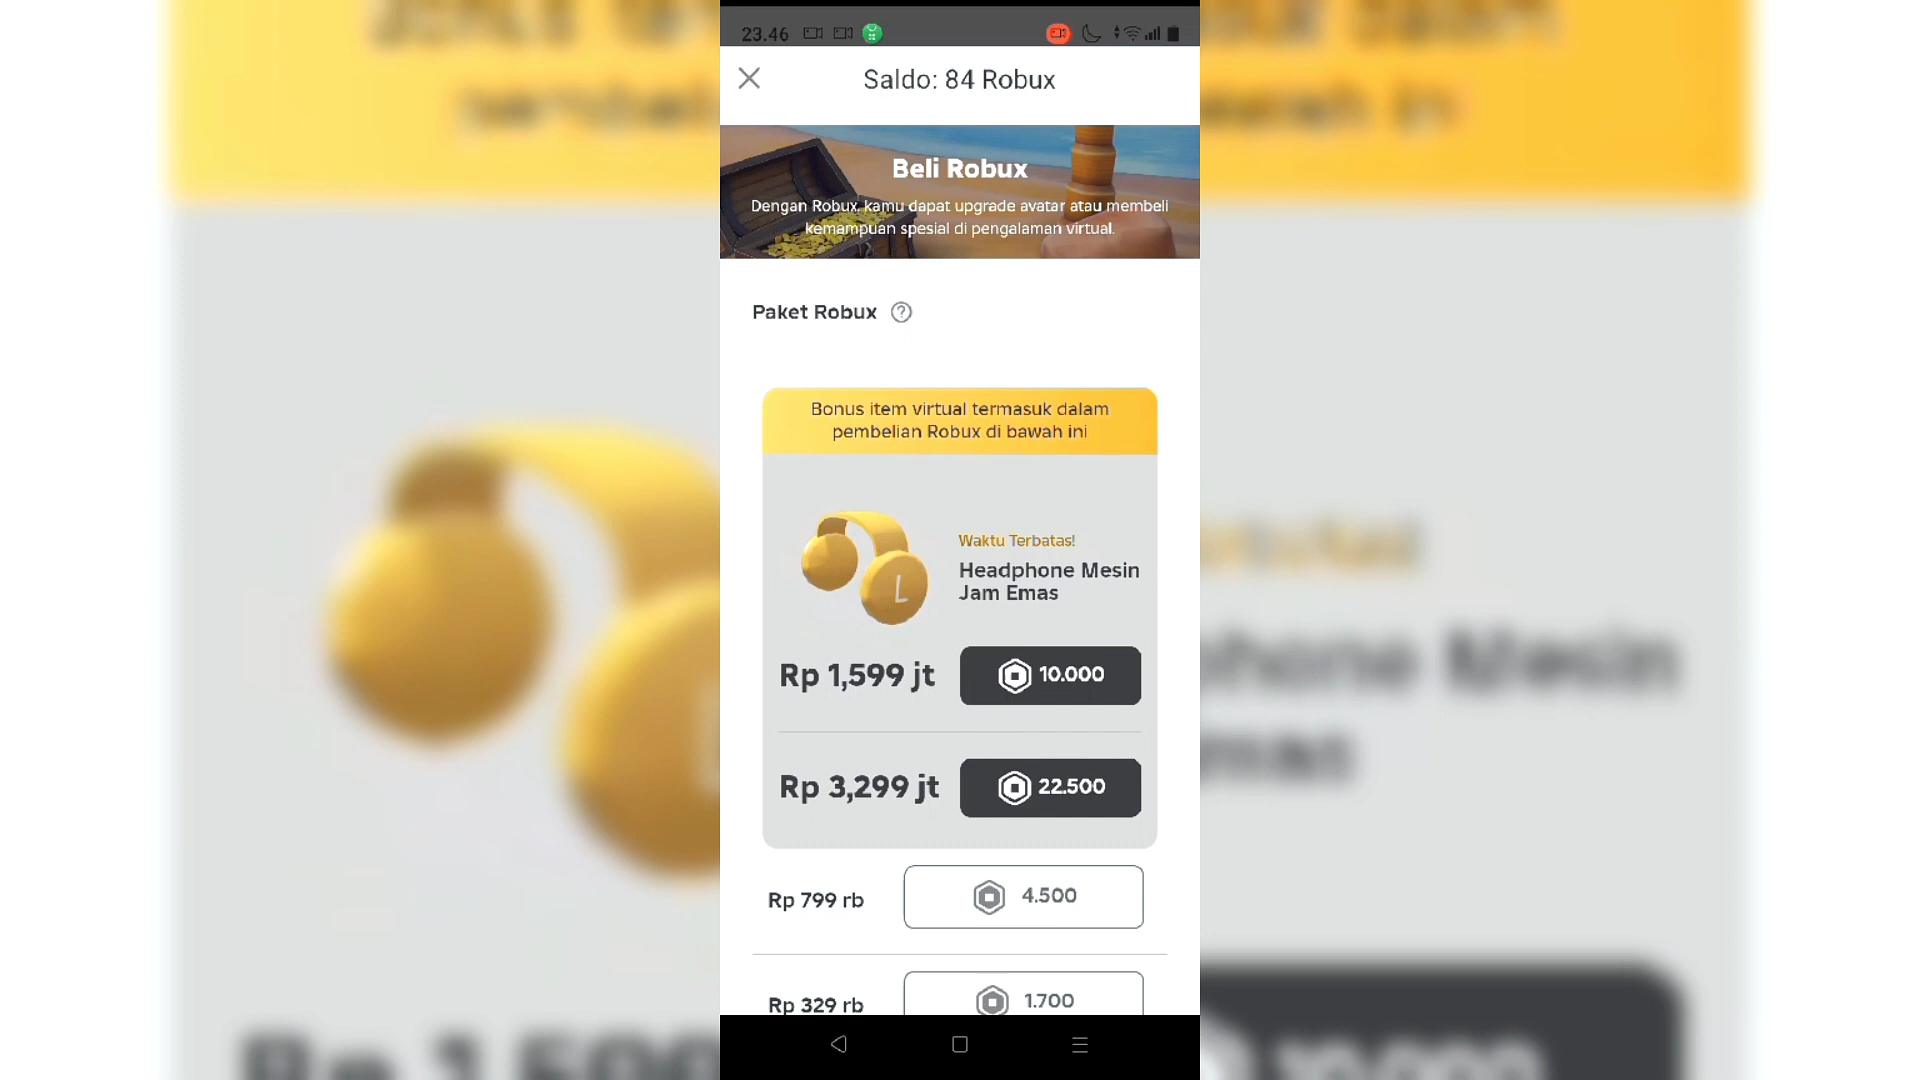 23.46
Saldo: 84 Robux
Beli Robux
Dengan Robux, kamu dapat upgrade avatar atau membeli
kemampuan spesial di pengalaman virtual.
Paket Robux
Bonus item virtual termasuk dalam
pembelian Robux di bawah ini
Waktu Terbatas!
Headphone Mesin
Jam Emas
L
Rp 1,599 jt 10.000
Rp 3,299 jt 22.500
Rp 799 rb 4.500
Rp 329 rb 1.700